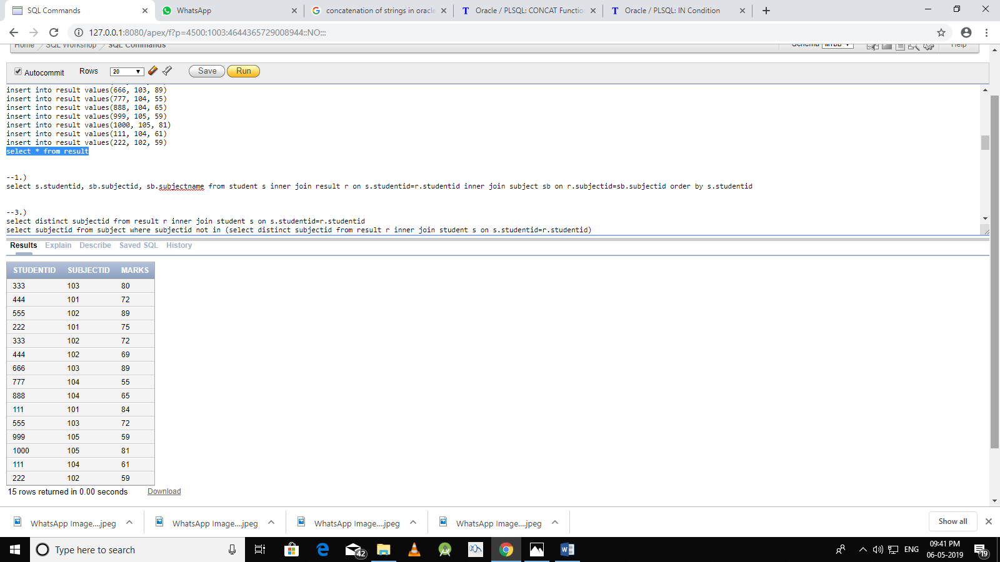 SQL Commands
WhatsApp
concatenation of strings in oracle
Oracle / PLSQL: CONCAT Functio
Oracle / PLSQL: IN Condition
127.0.0.1:8080/apex/f?p=4500:1003:4644365729008944::NO:::
Home SQL Workshop SQL Commands Schema MYDB Help
Autocommit Rows 20 Save Run
insert into result values(666, 103, 89)
insert into result values(777, 104, 55)
insert into result values(888, 104, 65)
insert into result values(999, 105, 59)
insert into result values(1000, 105, 81)
insert into result values(111, 104, 61)
insert into result values(222, 102, 59)
select * from result
--1.)
select s.studentid, sb.subjectid, sb.subjectname from student s inner join result r on s.studentid=r.studentid inner join subject sb on r.subjectid=sb.subjectid order by s.studentid
--3.)
select distinct subjectid from result r inner join student s on s.studentid=r.studentid
select subjectid from subject where subjectid not in (select distinct subjectid from result r inner join student s on s.studentid=r.studentid)
Results Explain Describe Saved SQL History
STUDENTID SUBJECTID MARKS
333 103 80
444 101 72
555 102 89
222 101 75
333 102 72
444 102 69
666 103 89
777 104 55
888 104 65
111 101 84
555 103 72
999 105 59
1000 105 81
111 104 61
222 102 59
15 rows returned in 0.00 seconds Download
WhatsApp Image....jpeg WhatsApp Image....jpeg WhatsApp Image....jpeg WhatsApp Image....jpeg Show all
Type here to search 42 ENG 09:41 PM
06-05-2019 19